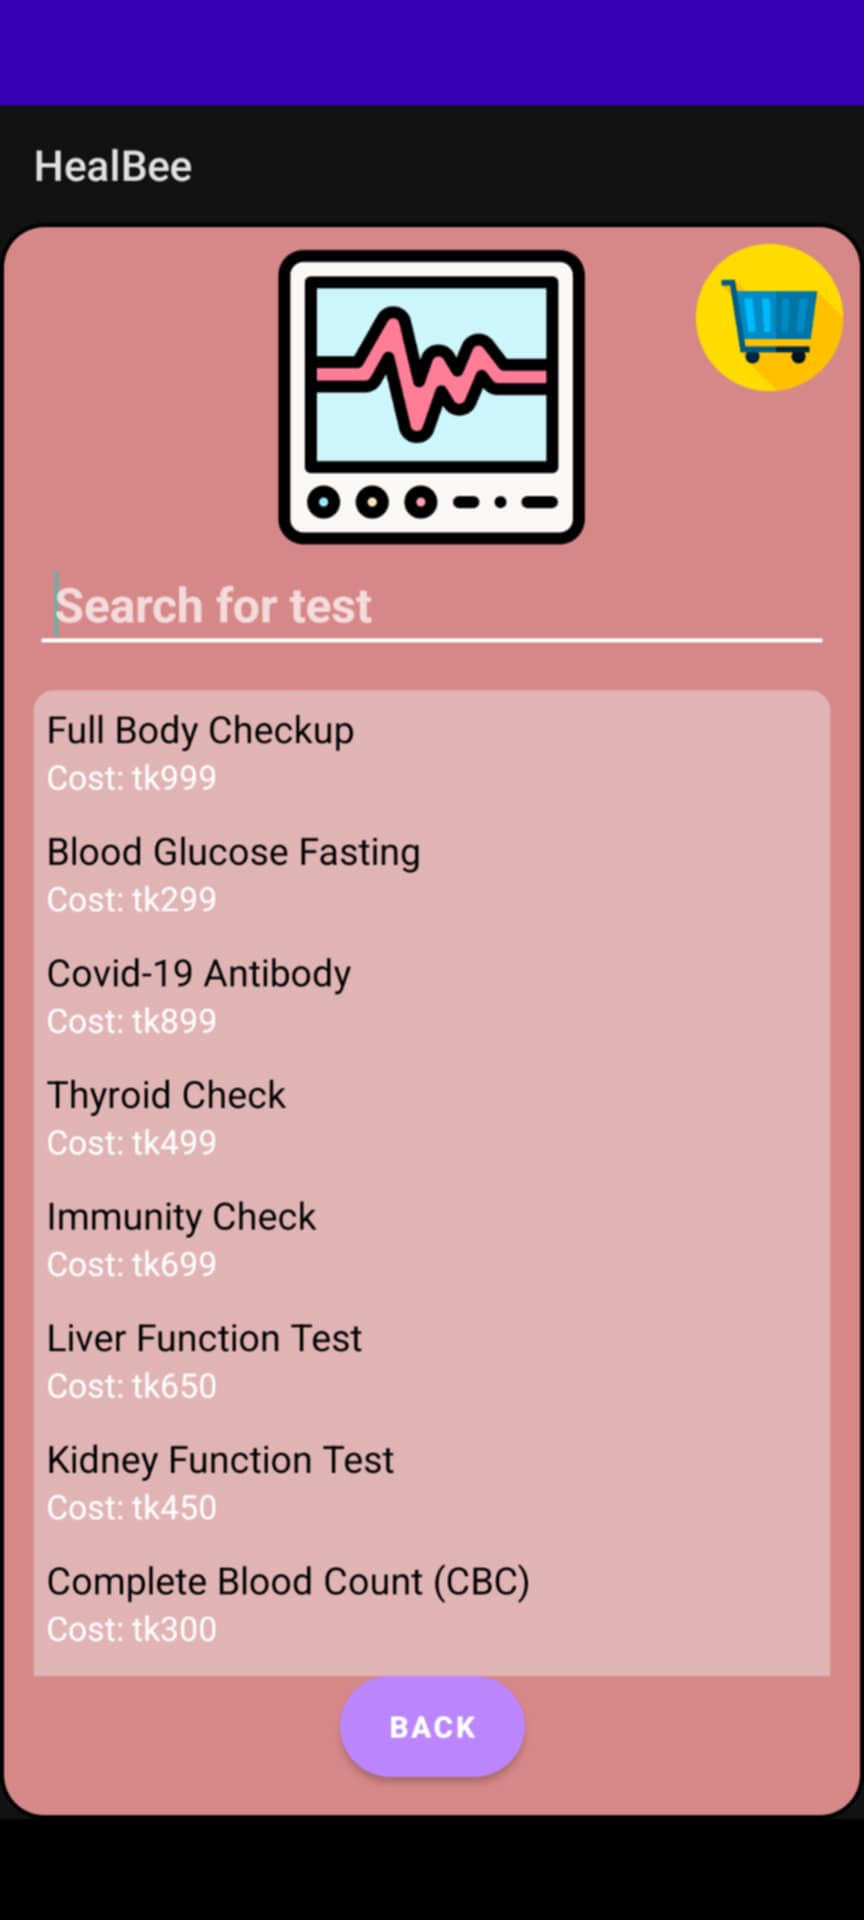 HealBee
Search for test
Full Body Checkup
Cost: tk999
Blood Glucose Fasting
Cost: tk299
Covid-19 Antibody
Cost: tk899
Thyroid Check
Cost: tk499
Immunity Check
Cost: tk699
Liver Function Test
Cost: tk650
Kidney Function Test
Cost: tk450
Complete Blood Count (CBC)
Cost: tk300
BACK